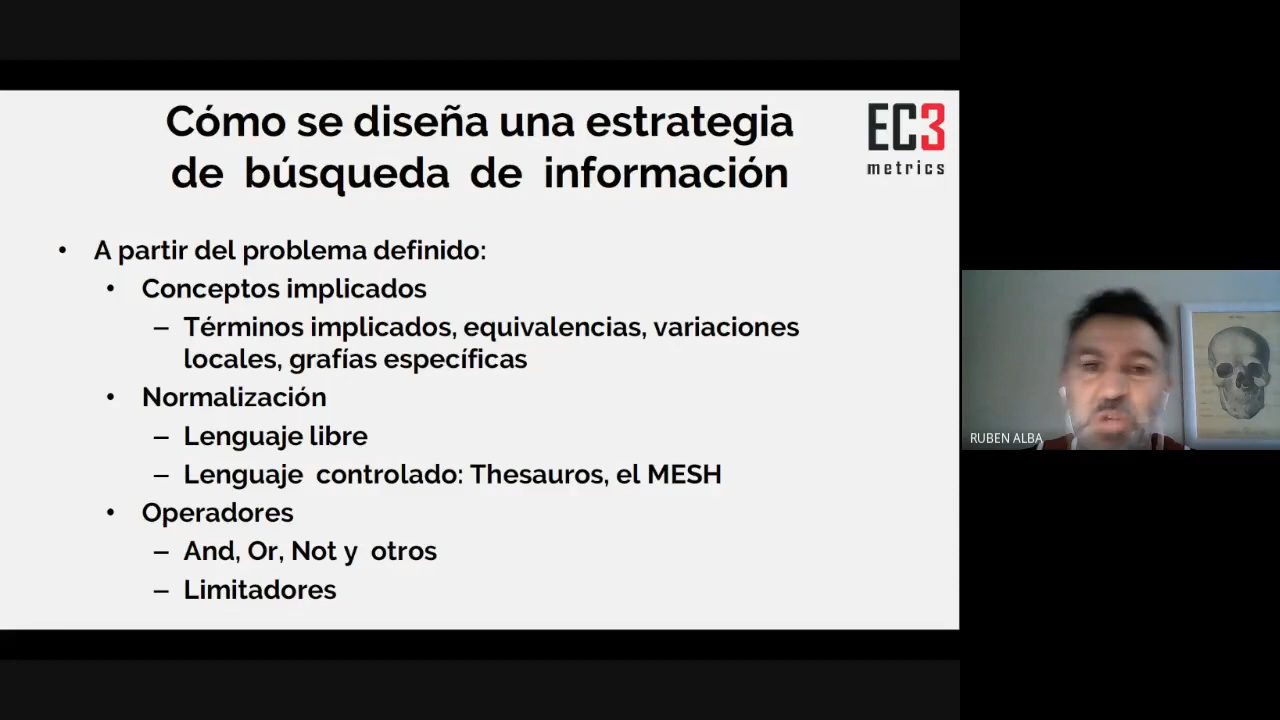 Cómo se diseña una estrategia
de búsqueda de información
EC3
metrics
• A partir del problema definido:
• Conceptos implicados
– Términos implicados, equivalencias, variaciones
locales, grafías específicas
• Normalización
– Lenguaje libre
– Lenguaje controlado: Thesauros, el MESH
• Operadores
– And, Or, Not y otros
– Limitadores
RUBEN ALBA